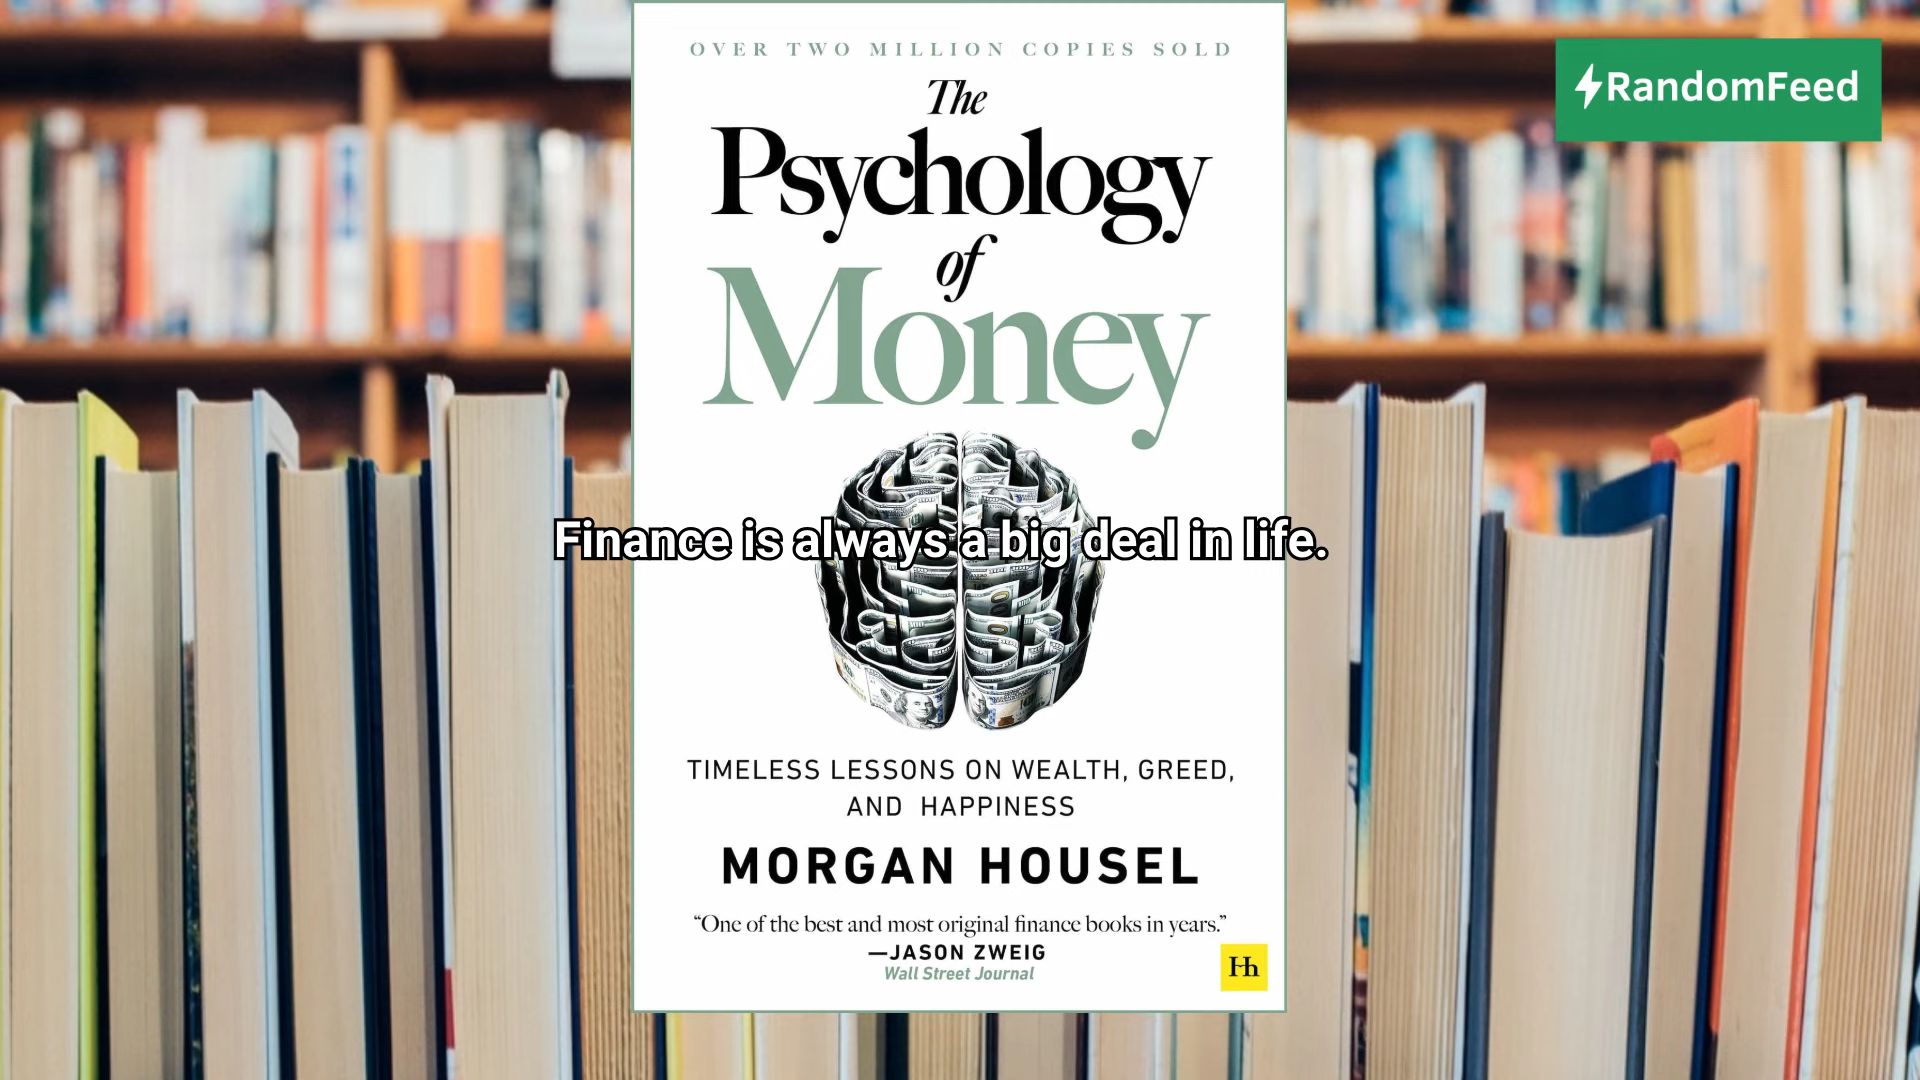 OVER TWO MILLION COPIES SOLD
The
Psychology
of
Money
Finance is always a big deal in life.
TIMELESS LESSONS ON WEALTH, GREED,
AND HAPPINESS
MORGAN HOUSEL
“One of the best and most original finance books in years.”
—JASON ZWEIG
Wall Street Journal
Hh
RandomFeed